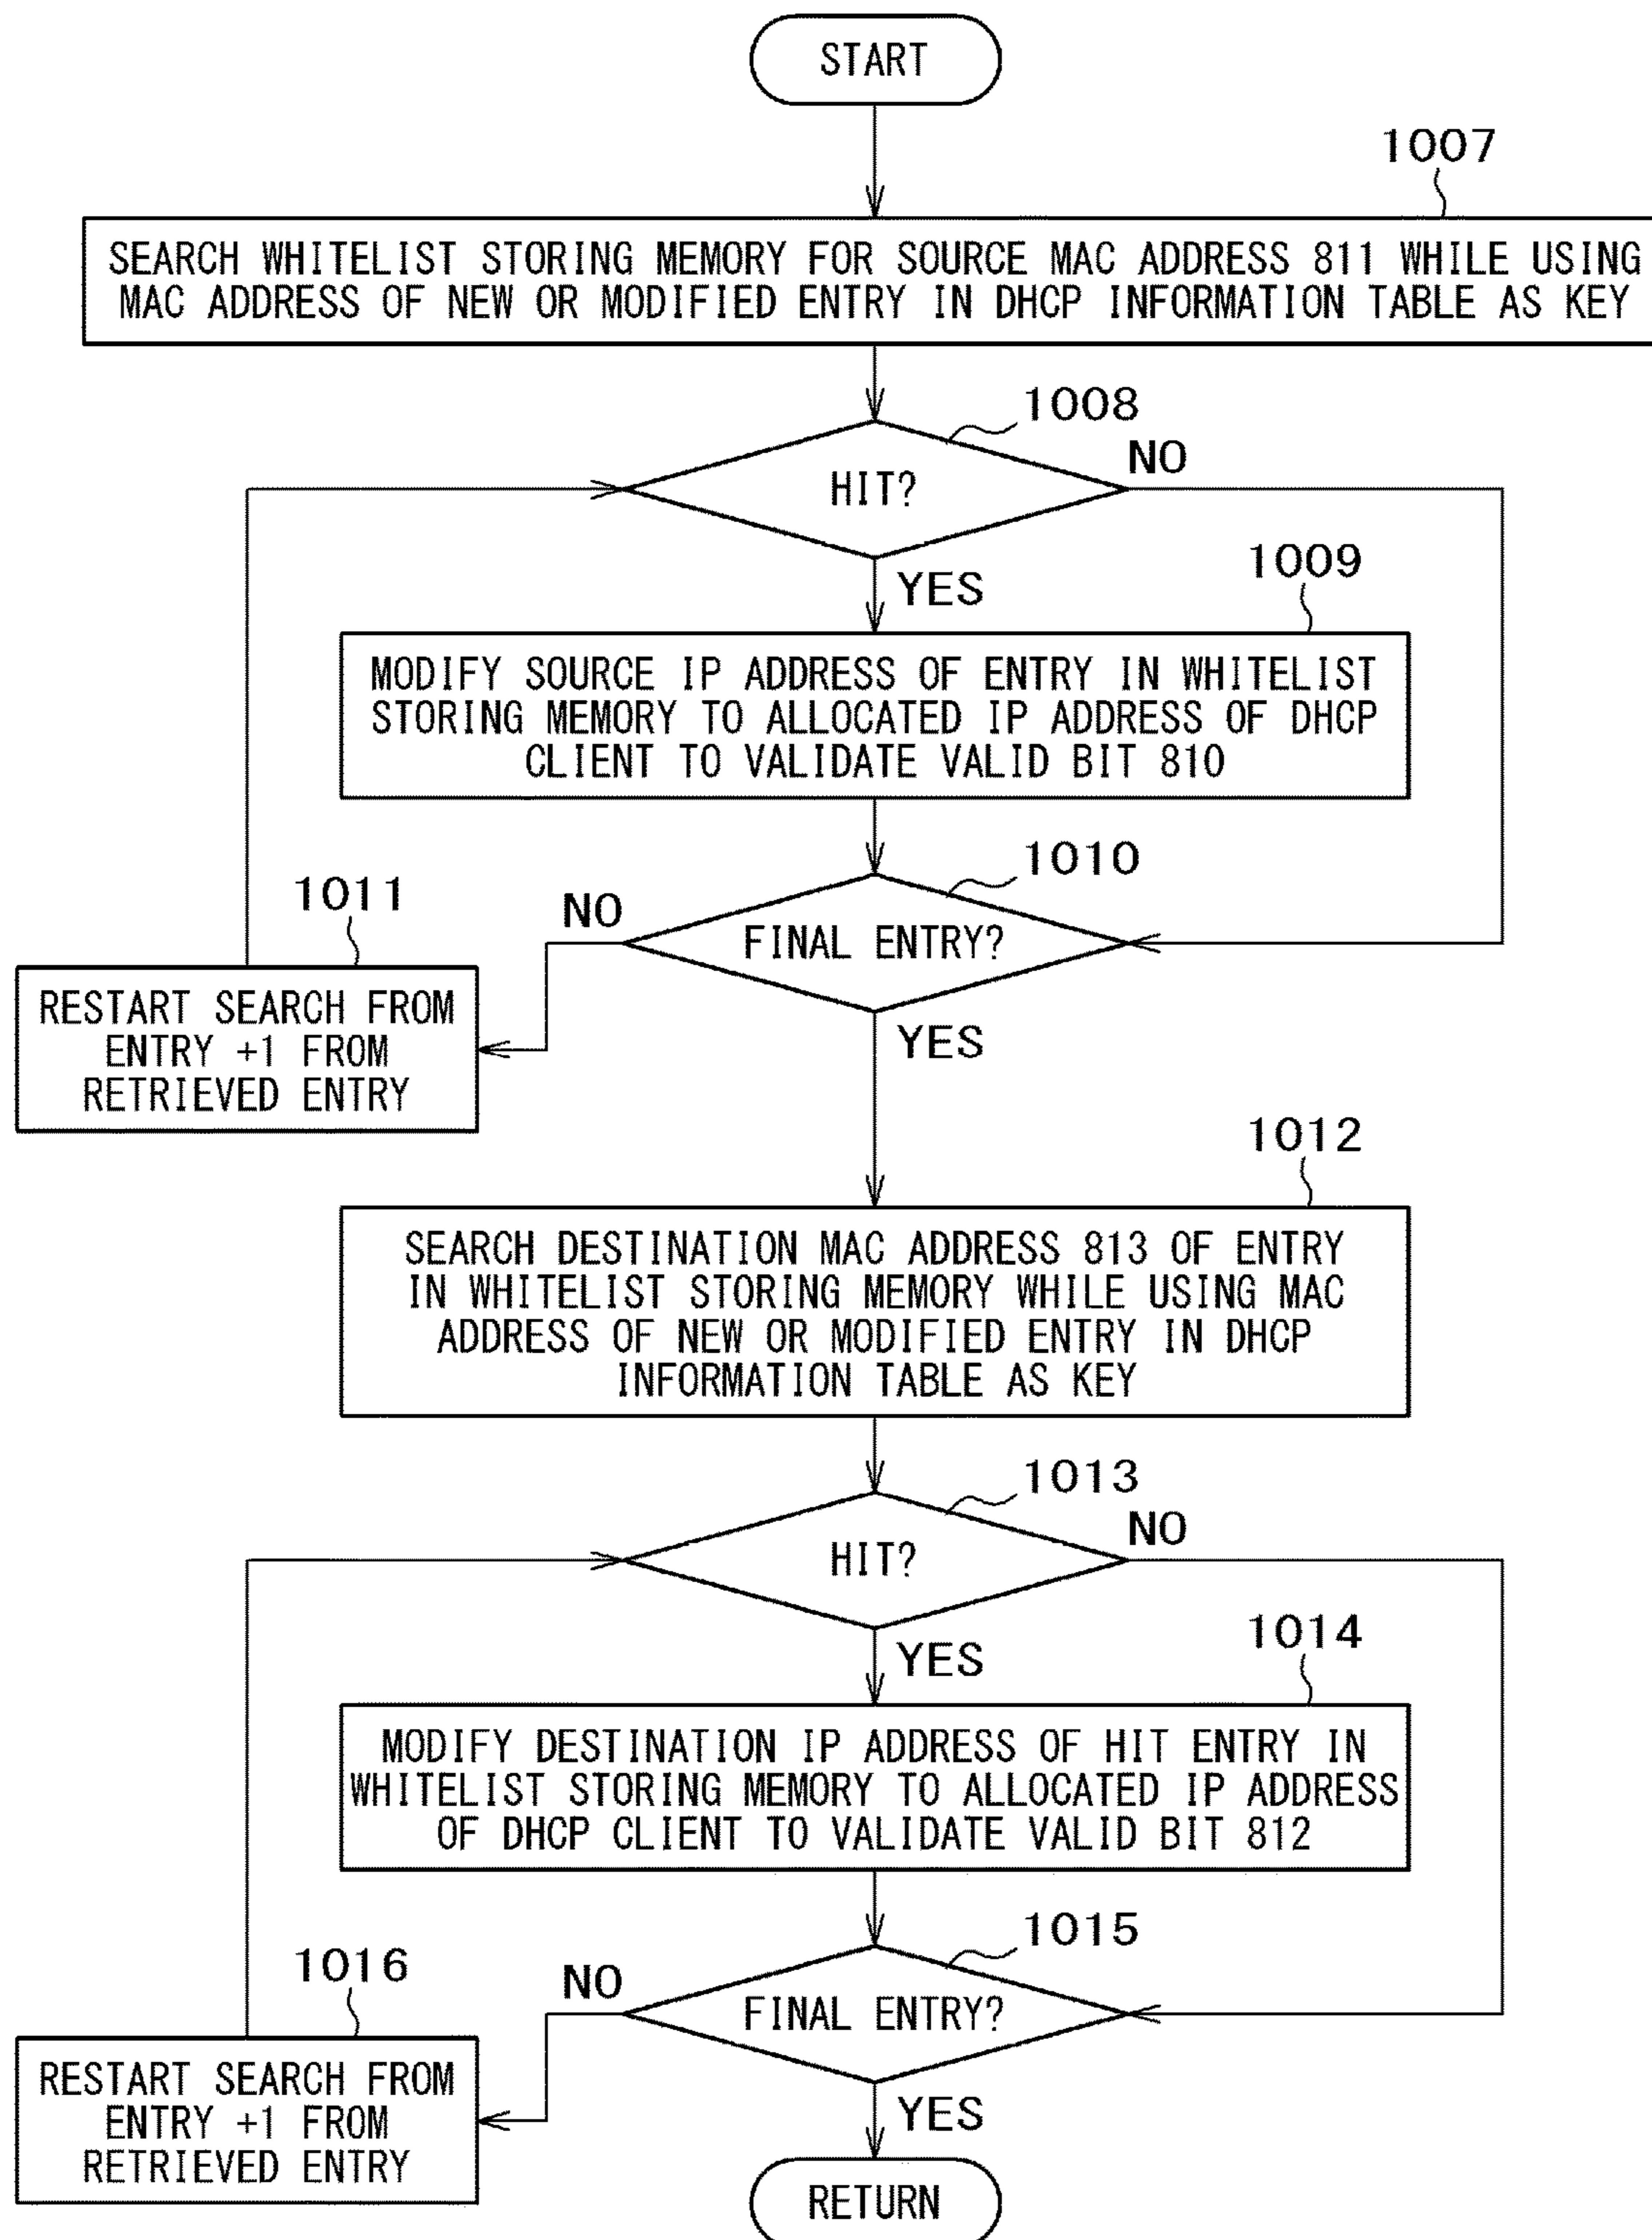 START
1007
SEARCH WHITELIST STORING MEMORY FOR SOURCE MAC ADDRESS 811 WHILE USING
MAC ADDRESS OF NEW OR MODIFIED ENTRY IN DHCP INFORMATION TABLE AS KEY
1008
HIT?
NO
YES
1009
MODIFY SOURCE IP ADDRESS OF ENTRY IN WHITELIST
STORING MEMORY TO ALLOCATED IP ADDRESS OF DHCP
CLIENT TO VALIDATE VALID BIT 810
1010
FINAL ENTRY?
NO
YES
1011
RESTART SEARCH FROM
ENTRY +1 FROM
RETRIEVED ENTRY
1012
SEARCH DESTINATION MAC ADDRESS 813 OF ENTRY
IN WHITELIST STORING MEMORY WHILE USING MAC
ADDRESS OF NEW OR MODIFIED ENTRY IN DHCP
INFORMATION TABLE AS KEY
1013
HIT?
NO
YES
1014
MODIFY DESTINATION IP ADDRESS OF HIT ENTRY IN
WHITELIST STORING MEMORY TO ALLOCATED IP ADDRESS
OF DHCP CLIENT TO VALIDATE VALID BIT 812
1015
FINAL ENTRY?
NO
YES
1016
RESTART SEARCH FROM
ENTRY +1 FROM
RETRIEVED ENTRY
RETURN